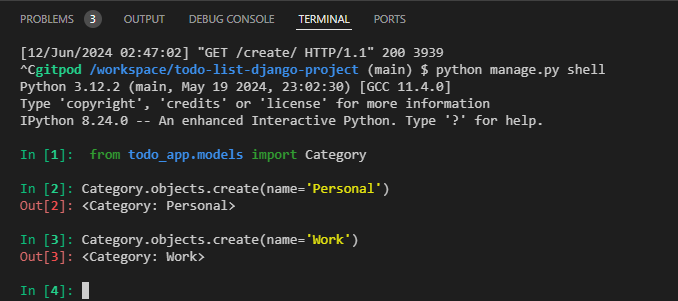 PROBLEMS 3 OUTPUT DEBUG CONSOLE TERMINAL PORTS
[12/Jun/2024 02:47:02] "GET /create/ HTTP/1.1" 200 3939
^Cgitpod /workspace/todo-list-django-project (main) $ python manage.py shell
Python 3.12.2 (main, May 19 2024, 23:02:30) [GCC 11.4.0]
Type 'copyright', 'credits' or 'license' for more information
IPython 8.24.0 -- An enhanced Interactive Python. Type '?' for help.
In [1]:  from todo_app.models import Category
In [2]: Category.objects.create(name='Personal')
Out[2]: <Category: Personal>
In [3]: Category.objects.create(name='Work')
Out[3]: <Category: Work>
In [4]: